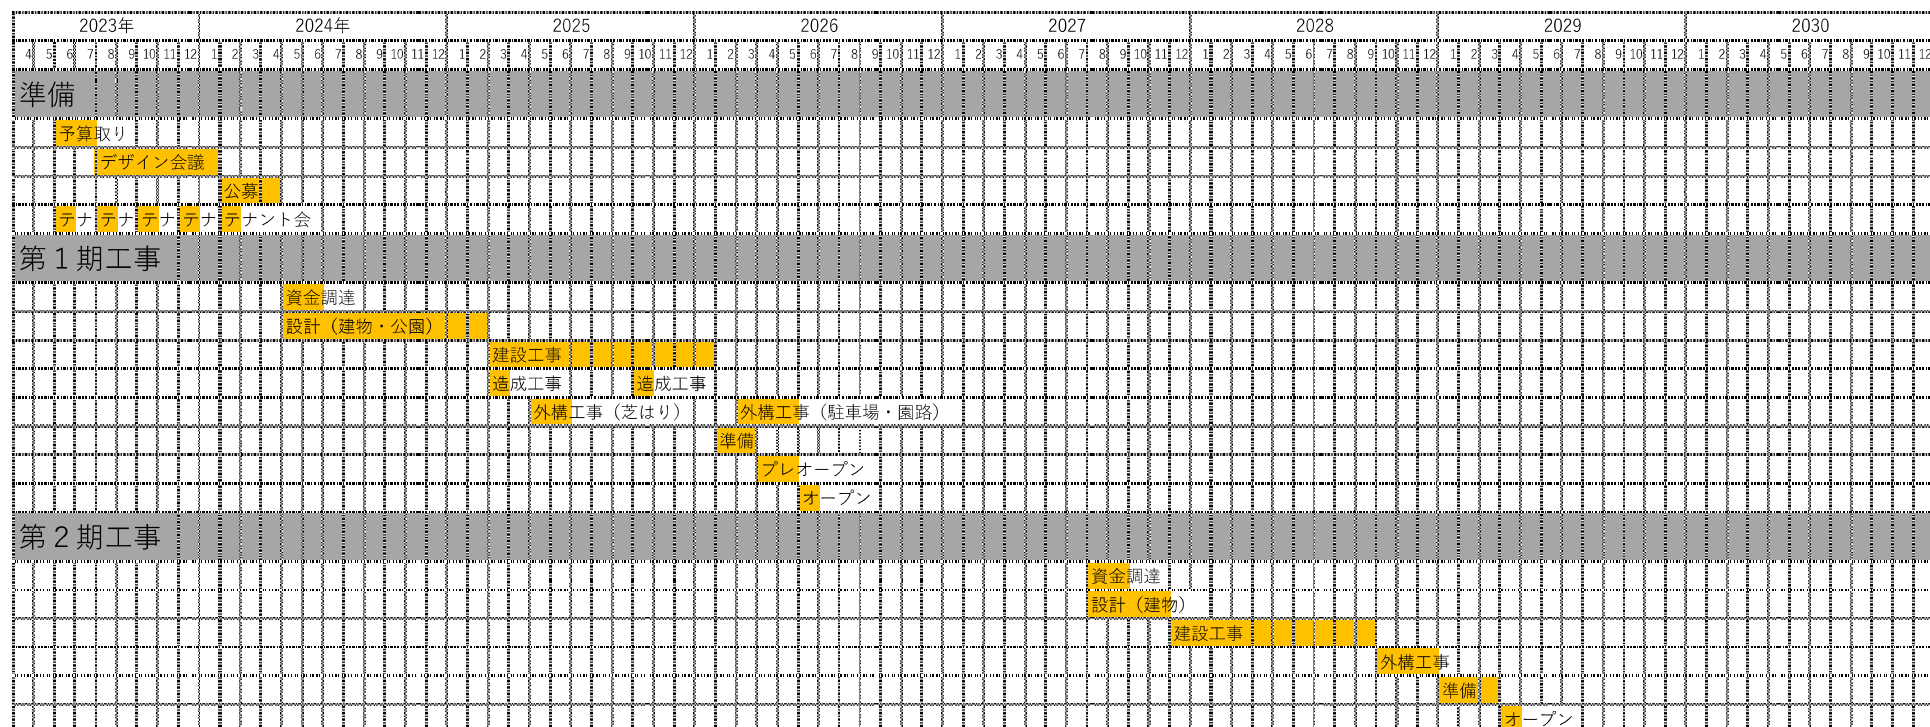 2023年 2024年 2025 2026 2027 2028 2029 2030
4 5 6 7 8 9 10 11 12 1 2 3 4 5 6 7 8 9 10 11 12 1 2 3 4 5 6 7 8 9 10 11 12 1 2 3 4 5 6 7 8 9 10 11 12 1 2 3 4 5 6 7 8 9 10 11 12 1 2 3 4 5 6 7 8 9 10 11 12 1 2 3 4 5 6 7 8 9 10 11 12 1 2 3 4 5 6 7 8 9 10 11 12
準備
予算取り
デザイン会議
公募
テナ テナ テナ テナ テナント会
第1期工事
資金調達
設計（建物・公園）
建設工事
造成工事 造成工事
外構工事（芝はり） 外構工事（駐車場・園路）
準備
プレオープン
オープン
第2期工事
資金調達
設計（建物）
建設工事
外構工事
準備
オープン